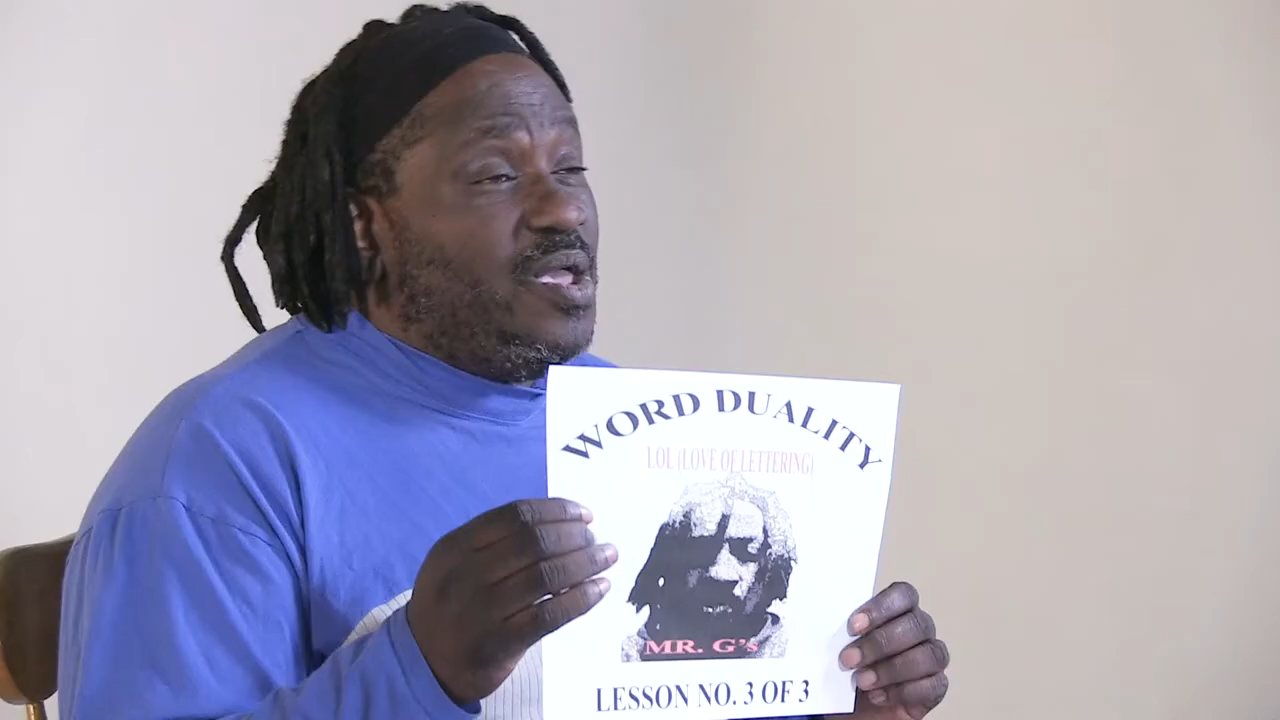 WORD DUALITY
LOL (LOVE OF LETTERING)
MR. G's
LESSON NO. 3 OF 3